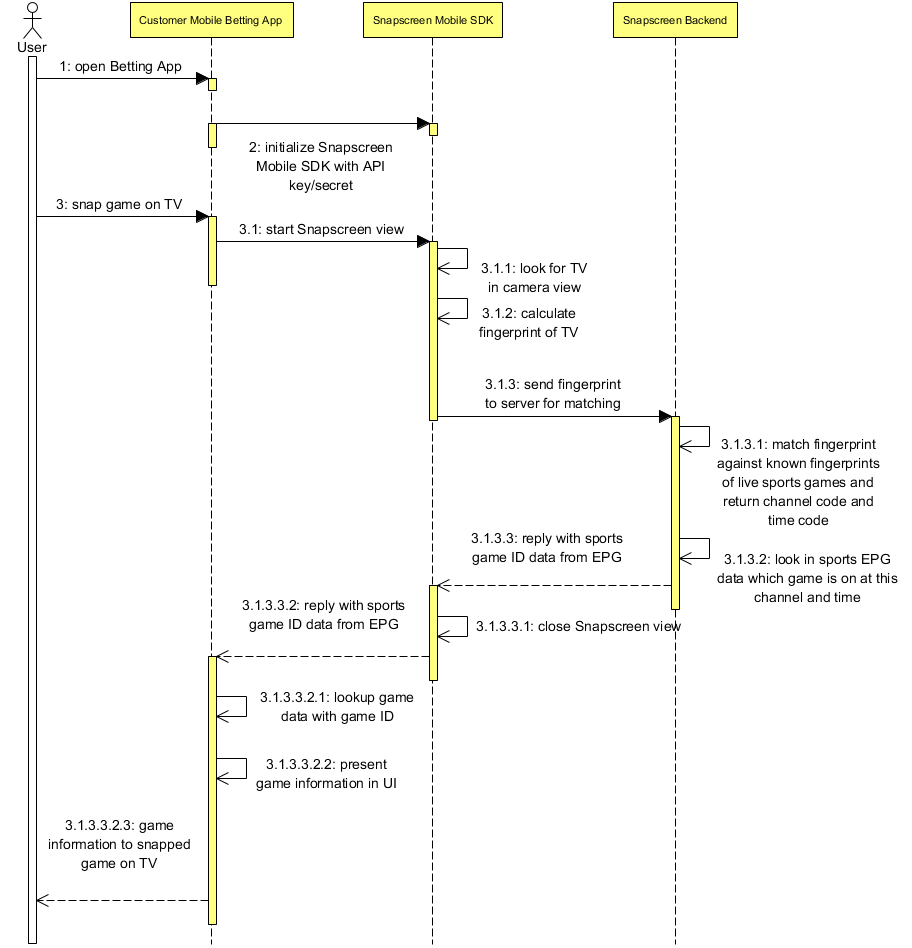 Customer Mobile Betting App
Snapscreen Mobile SDK
Snapscreen Backend
User
1: open Betting App
2: initialize Snapscreen
Mobile SDK with API
key/secret
3: snap game on TV
3.1: start Snapscreen view
3.1.1: look for TV
in camera view
3.1.2: calculate
fingerprint of TV
3.1.3: send fingerprint
to server for matching
3.1.3.1: match fingerprint
against known fingerprints
of live sports games and
return channel code and
time code
3.1.3.3: reply with sports
game ID data from EPG
3.1.3.2: look in sports EPG
data which game is on at this
channel and time
3.1.3.3.2: reply with sports
game ID data from EPG
3.1.3.3.1: close Snapscreen view
3.1.3.3.2.1: lookup game
data with game ID
3.1.3.3.2.2: present
game information in UI
3.1.3.3.2.3: game
information to snapped
game on TV